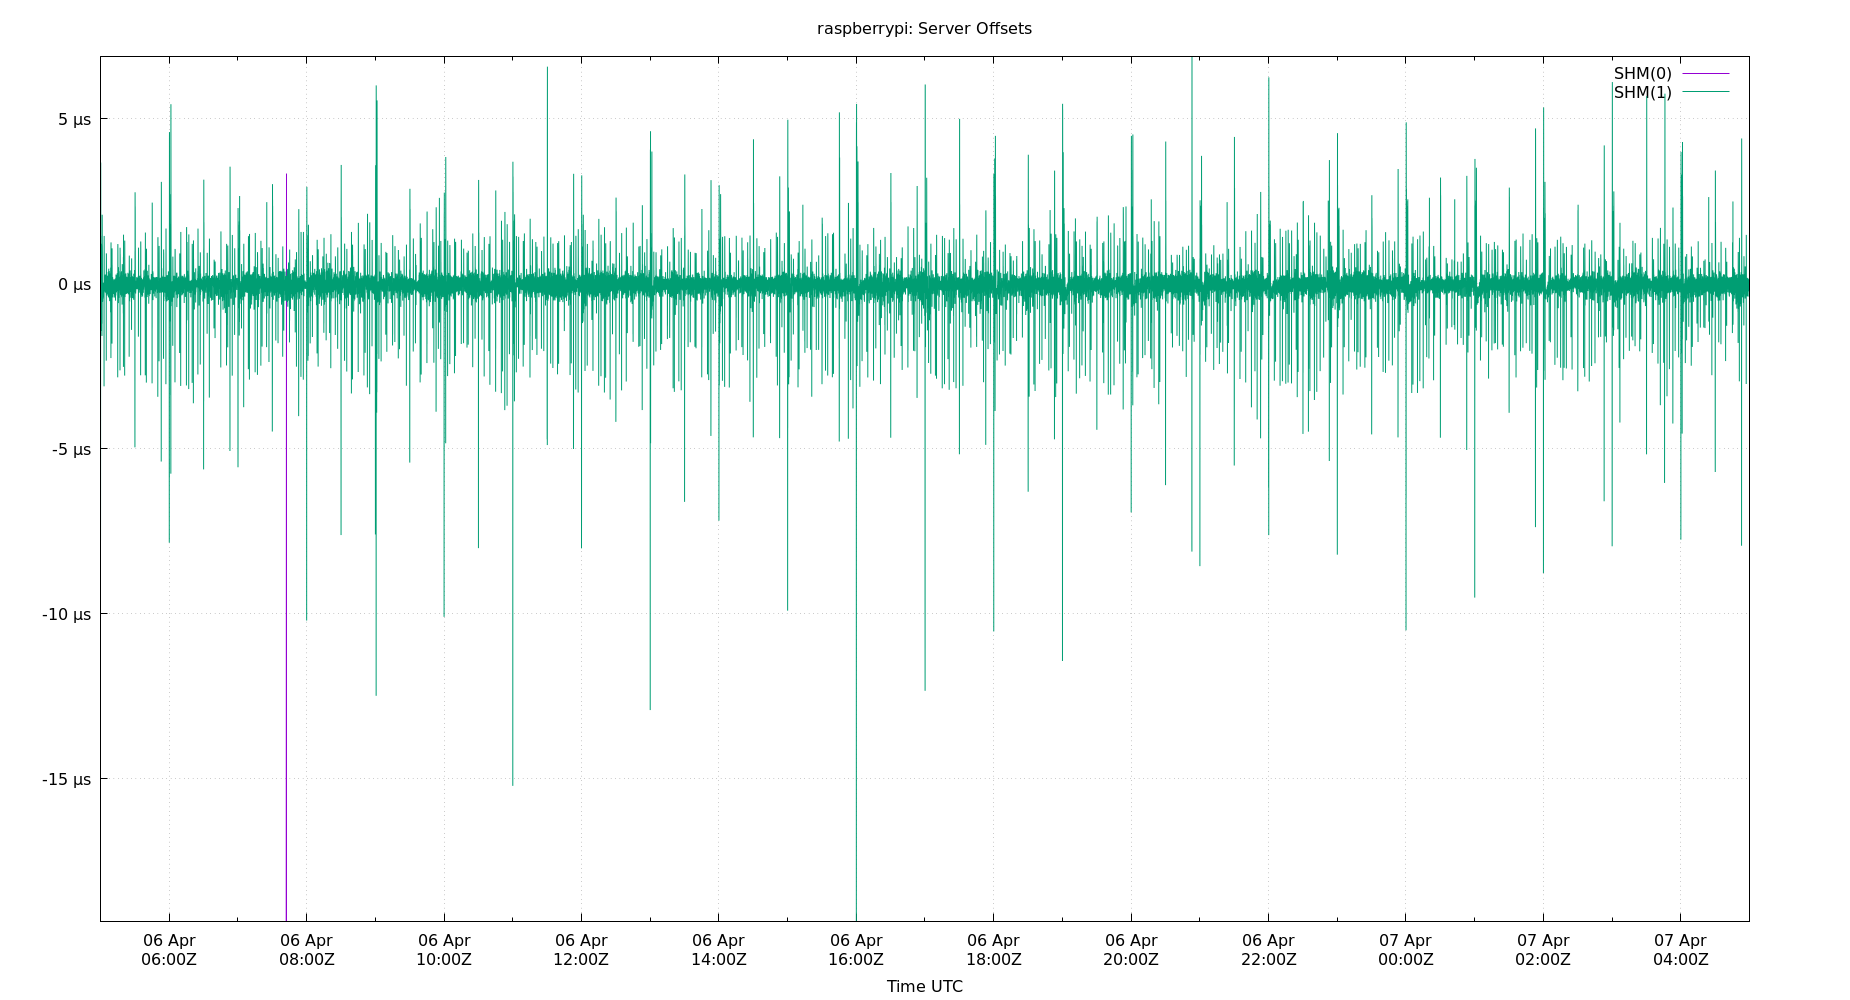 raspberrypi: Server Offsets
SHM(0)
SHM(1)
5 µs
0 µs
-5 µs
-10 µs
-15 µs
06 Apr 06 Apr 06 Apr 06 Apr 06 Apr 06 Apr 06 Apr 06 Apr 06 Apr 07 Apr 07 Apr 07 Apr
06:00Z 08:00Z 10:00Z 12:00Z 14:00Z 16:00Z 18:00Z 20:00Z 22:00Z 00:00Z 02:00Z 04:00Z
Time UTC